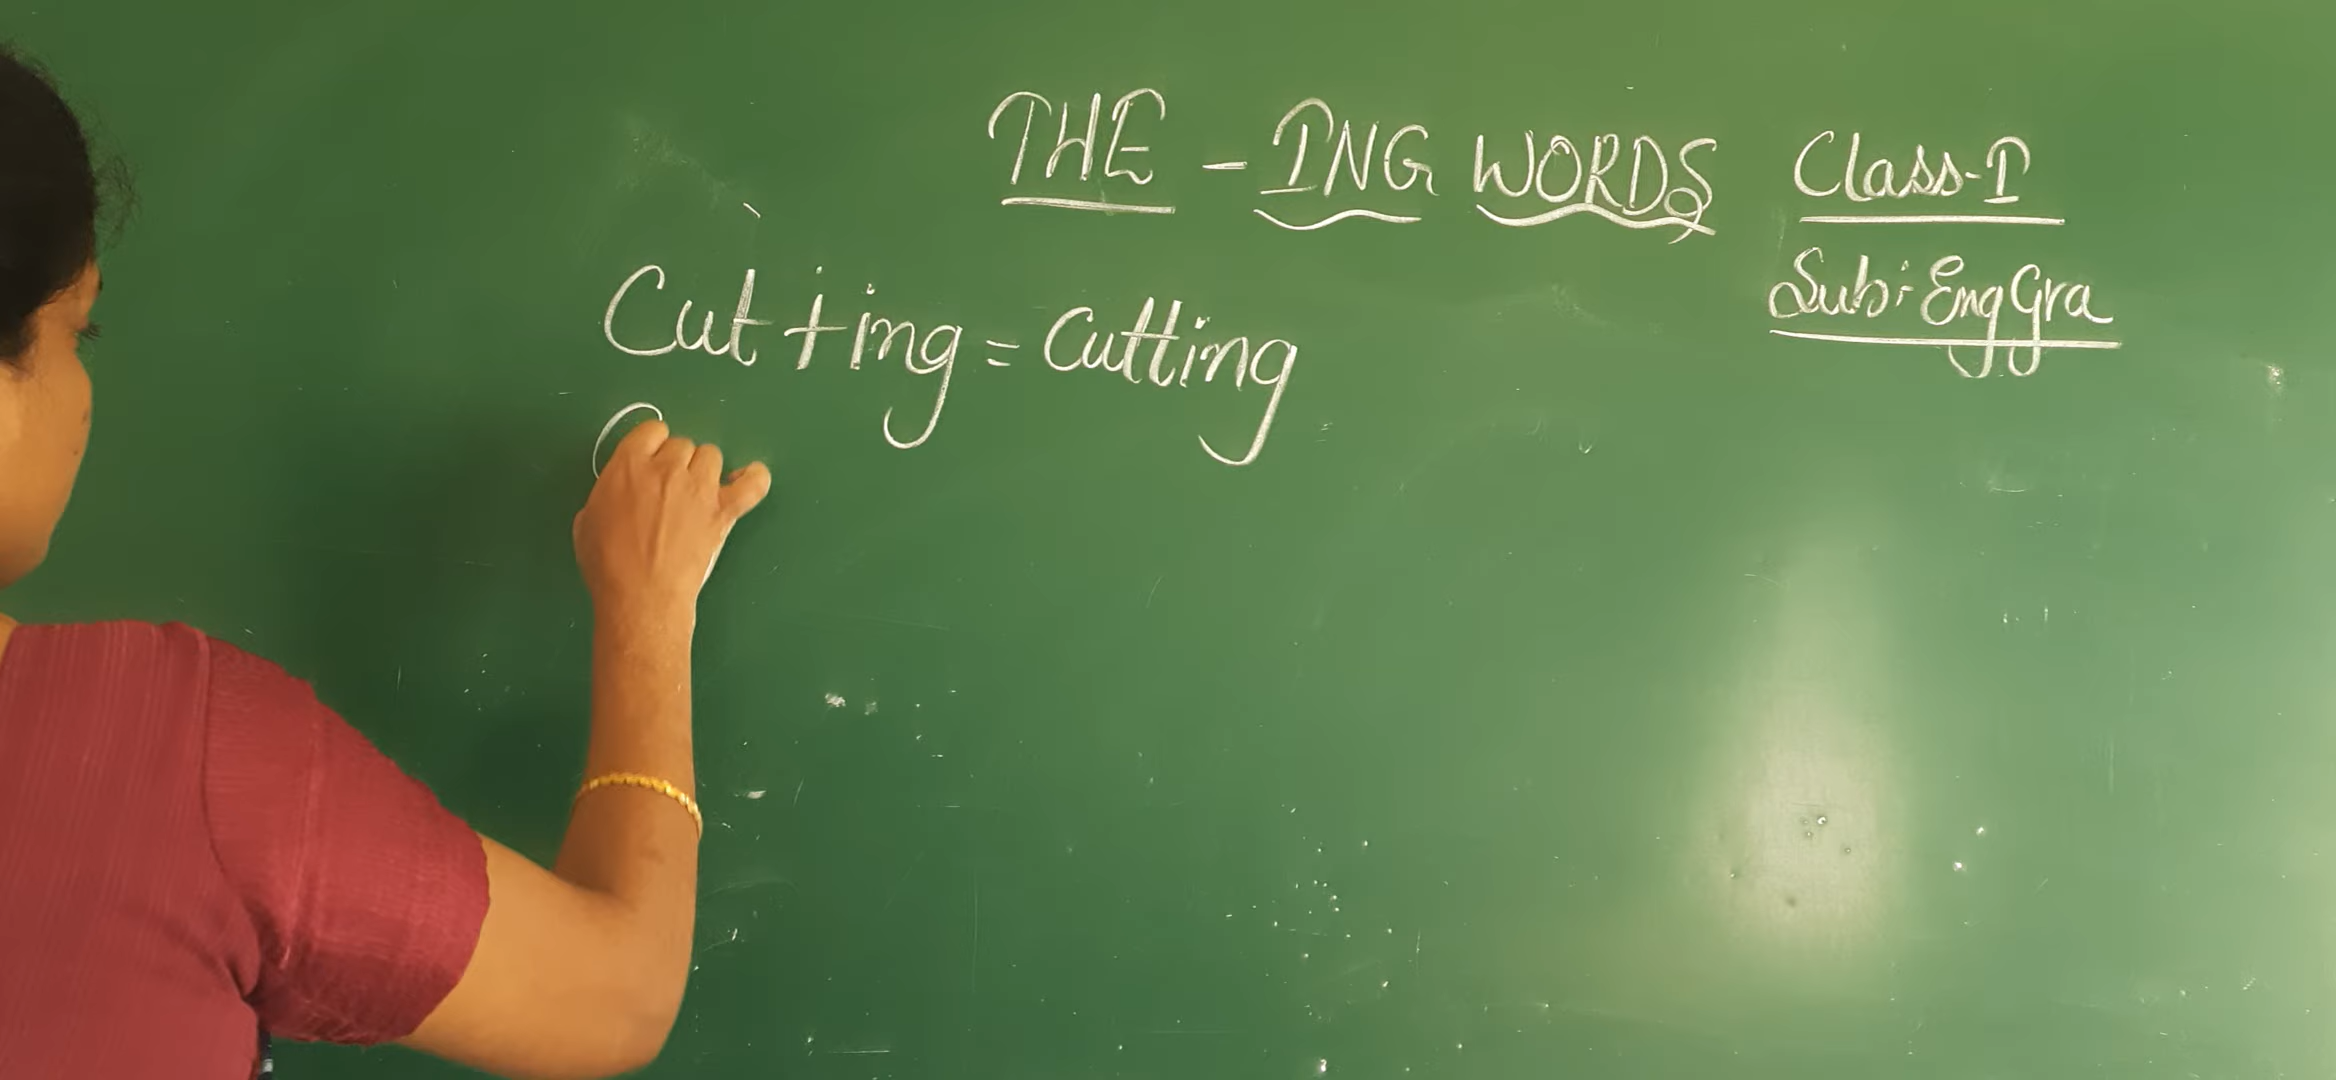 THE - ING WORDS Class-I
Sub:- Eng Gra
Cut + ing = Cutting
C